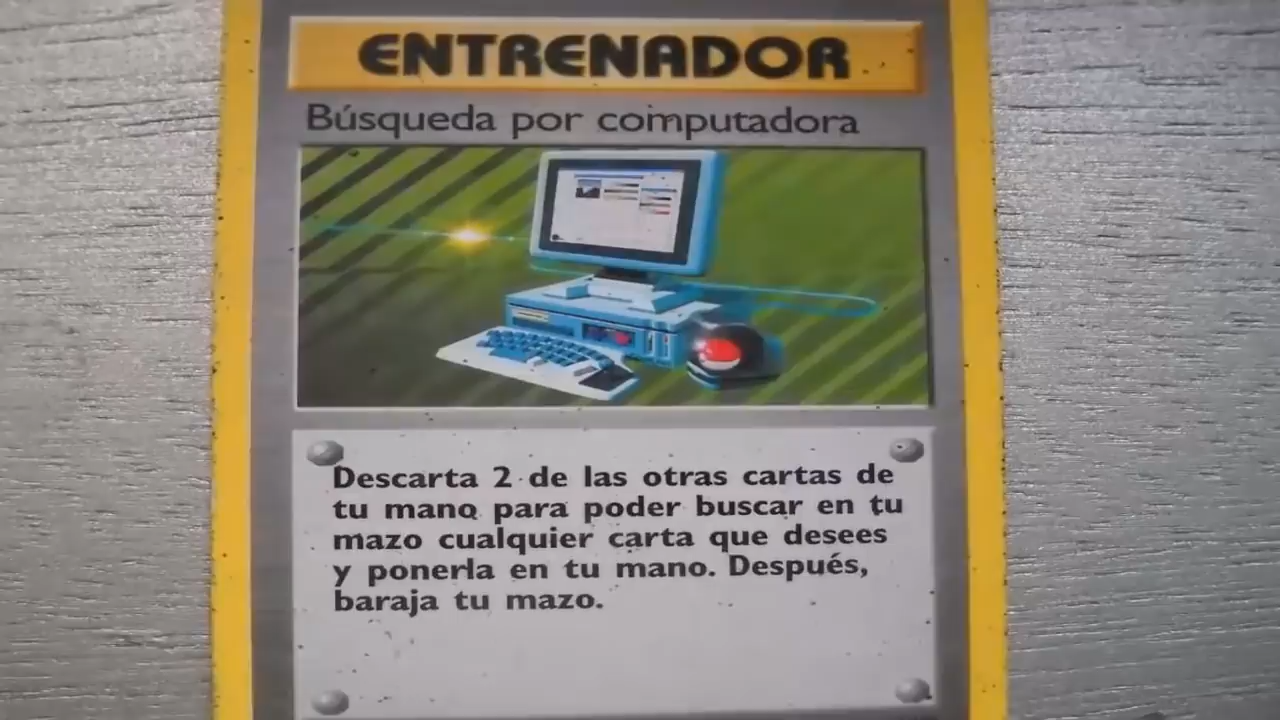 ENTRENADOR
Búsqueda por computadora
Descarta 2 de las otras cartas de
tu mano para poder buscar en tu
mazo cualquier carta que desees
y ponerla en tu mano. Después,
baraja tu mazo.